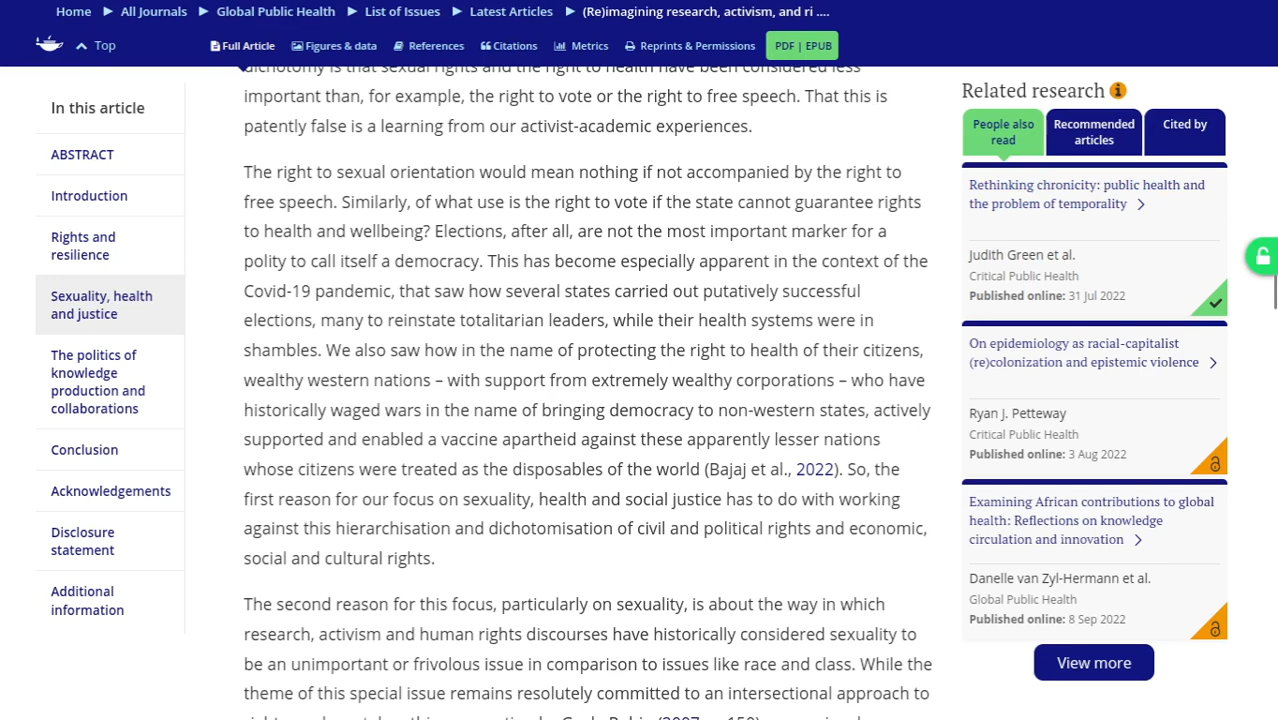 Home ▶ All Journals ▶ Global Public Health ▶ List of Issues ▶ Latest Articles ▶ (Re)imagining research, activism, and ri ....
Top
Full Article Figures & data References Citations Metrics Reprints & Permissions PDF | EPUB
In this article
ABSTRACT
Introduction
Rights and
resilience
Sexuality, health
and justice
The politics of
knowledge
production and
collaborations
Conclusion
Acknowledgements
Disclosure
statement
Additional
information
dichotomy is that sexual rights and the right to health have been considered less
important than, for example, the right to vote or the right to free speech. That this is
patently false is a learning from our activist-academic experiences.
The right to sexual orientation would mean nothing if not accompanied by the right to
free speech. Similarly, of what use is the right to vote if the state cannot guarantee rights
to health and wellbeing? Elections, after all, are not the most important marker for a
polity to call itself a democracy. This has become especially apparent in the context of the
Covid-19 pandemic, that saw how several states carried out putatively successful
elections, many to reinstate totalitarian leaders, while their health systems were in
shambles. We also saw how in the name of protecting the right to health of their citizens,
wealthy western nations – with support from extremely wealthy corporations – who have
historically waged wars in the name of bringing democracy to non-western states, actively
supported and enabled a vaccine apartheid against these apparently lesser nations
whose citizens were treated as the disposables of the world (Bajaj et al., 2022). So, the
first reason for our focus on sexuality, health and social justice has to do with working
against this hierarchisation and dichotomisation of civil and political rights and economic,
social and cultural rights.
The second reason for this focus, particularly on sexuality, is about the way in which
research, activism and human rights discourses have historically considered sexuality to
be an unimportant or frivolous issue in comparison to issues like race and class. While the
theme of this special issue remains resolutely committed to an intersectional approach to
Related research
People also
read
Recommended
articles
Cited by
Rethinking chronicity: public health and
the problem of temporality
Judith Green et al.
Critical Public Health
Published online: 31 Jul 2022
On epidemiology as racial-capitalist
(re)colonization and epistemic violence
Ryan J. Petteway
Critical Public Health
Published online: 3 Aug 2022
Examining African contributions to global
health: Reflections on knowledge
circulation and innovation
Danelle van Zyl-Hermann et al.
Global Public Health
Published online: 8 Sep 2022
View more